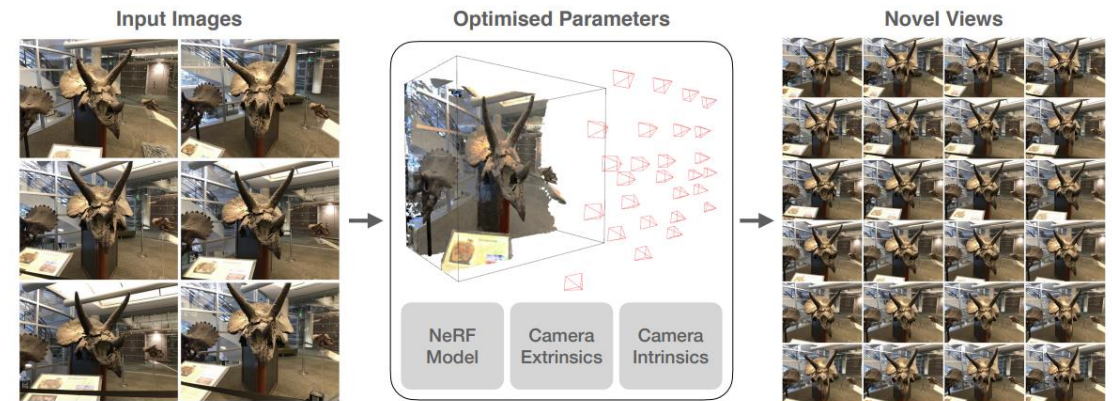 Input Images
Optimised Parameters
Novel Views
NeRF
Model
Camera
Extrinsics
Camera
Intrinsics